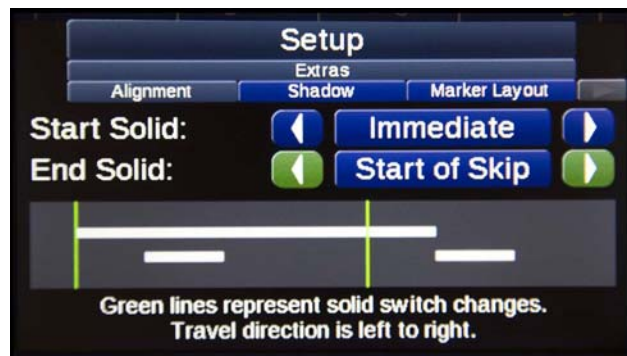 Setup
Extras
Alignment Shadow Marker Layout
Start Solid: Immediate
End Solid: Start of Skip
Green lines represent solid switch changes.
Travel direction is left to right.